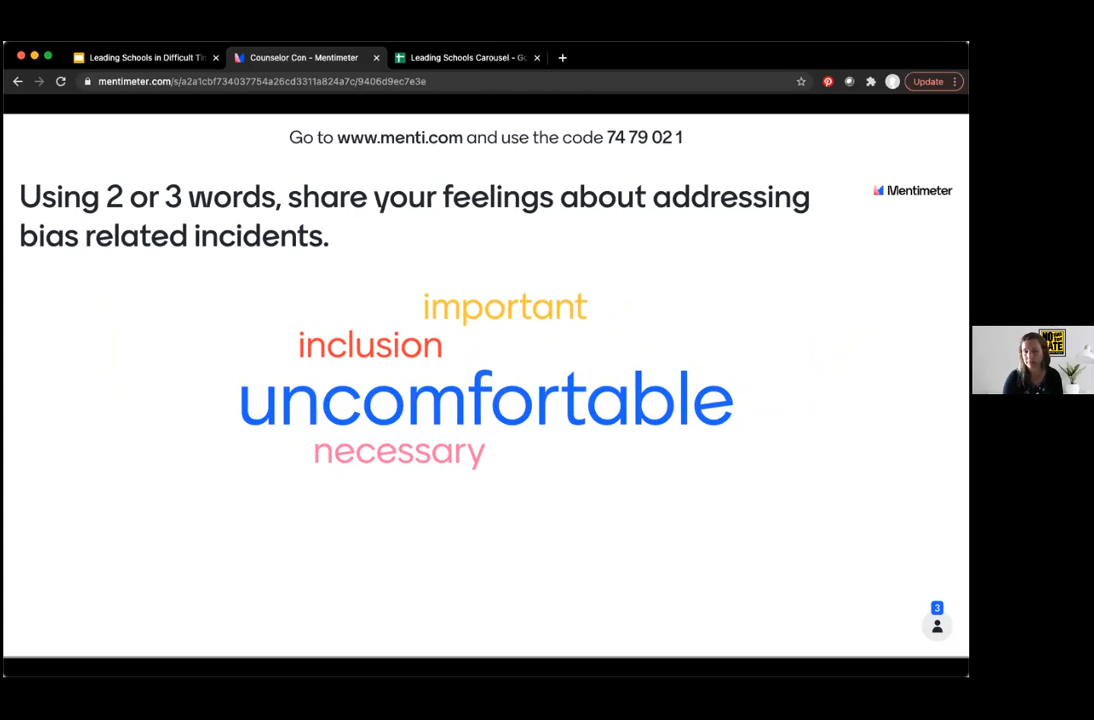 Leading Schools in Difficult Tin
Counselor Con – Mentimeter
Leading Schools Carousel - Go
mentimeter.com/s/a2a1cbf734037754a26cd3311a824a7c/9406d9ec7e3e
Update
Go to www.menti.com and use the code 74 79 02 1
Using 2 or 3 words, share your feelings about addressing
bias related incidents.
Mentimeter
important
inclusion
uncomfortable
necessary
3
NO